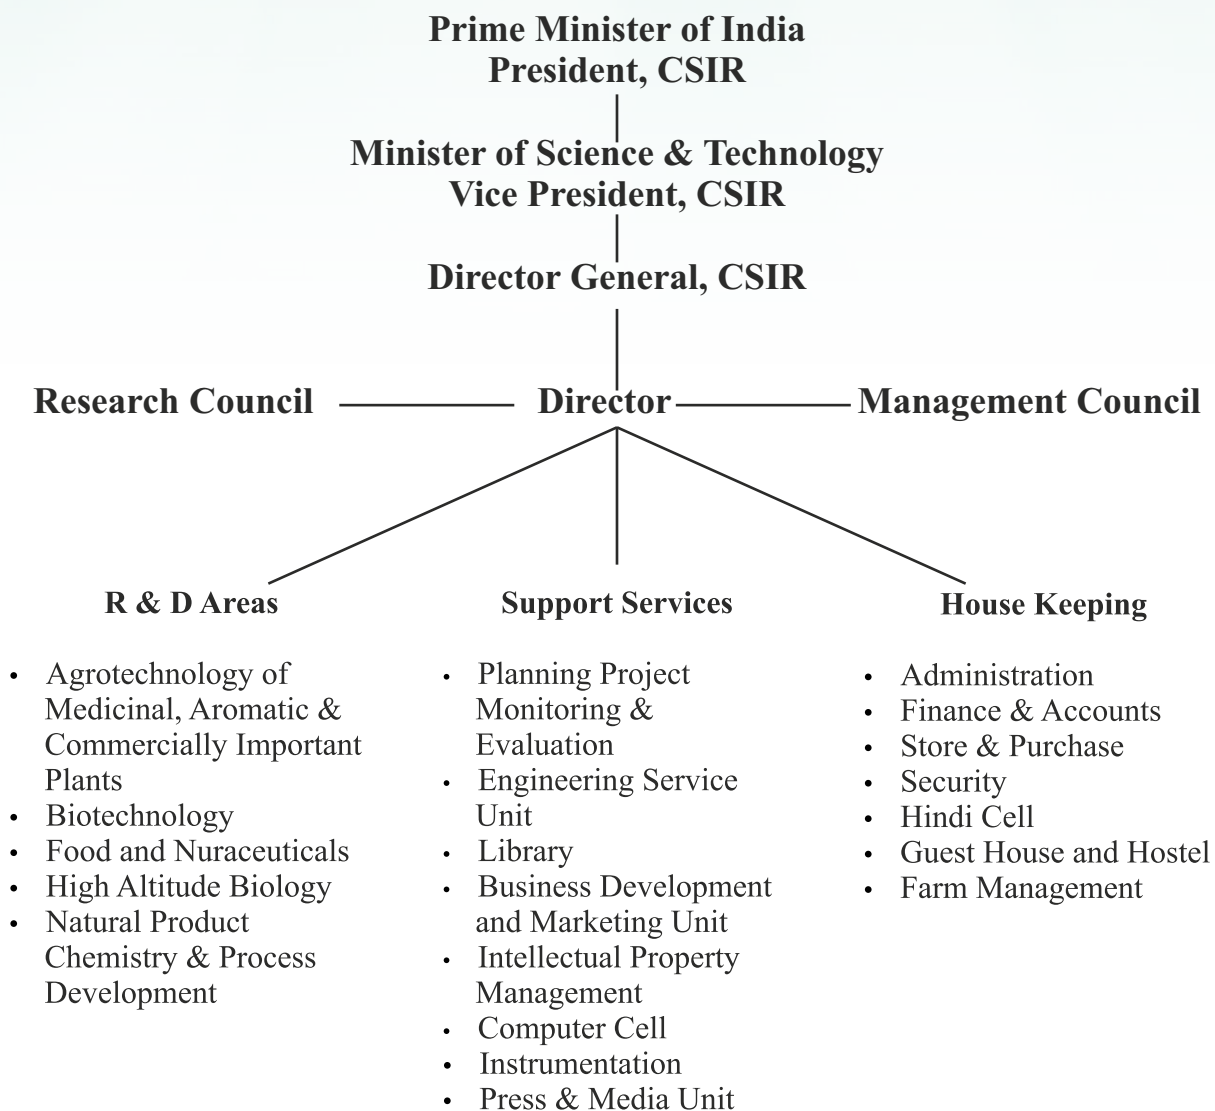 Prime Minister of India
President, CSIR
Minister of Science & Technology
Vice President, CSIR
Director General, CSIR
Research Council
Director
Management Council
R & D Areas
• Agrotechnology of
Medicinal, Aromatic &
Commercially Important
Plants
• Biotechnology
• Food and Nuraceuticals
• High Altitude Biology
• Natural Product
Chemistry & Process
Development
Support Services
• Planning Project
Monitoring &
Evaluation
• Engineering Service
Unit
• Library
• Business Development
and Marketing Unit
• Intellectual Property
Management
• Computer Cell
• Instrumentation
• Press & Media Unit
House Keeping
• Administration
• Finance & Accounts
• Store & Purchase
• Security
• Hindi Cell
• Guest House and Hostel
• Farm Management